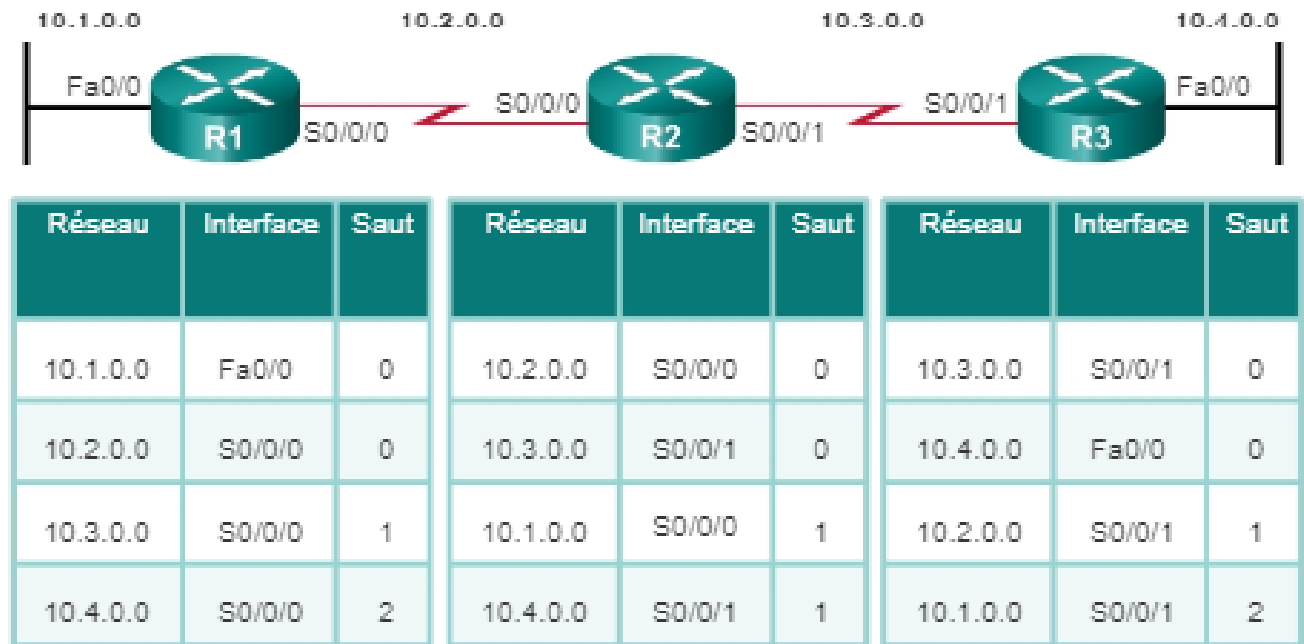 10.1.0.0 10.2.0.0 10.3.0.0 10.4.0.0
Fa0/0 S0/0/0 S0/0/1 Fa0/0
R1 S0/0/0 R2 S0/0/1 R3
Réseau Interface Saut Réseau Interface Saut Réseau Interface Saut
10.1.0.0 Fa0/0 0 10.2.0.0 S0/0/0 0 10.3.0.0 S0/0/1 0
10.2.0.0 S0/0/0 0 10.3.0.0 S0/0/1 0 10.4.0.0 Fa0/0 0
10.3.0.0 S0/0/0 1 10.1.0.0 S0/0/0 1 10.2.0.0 S0/0/1 1
10.4.0.0 S0/0/0 2 10.4.0.0 S0/0/1 1 10.1.0.0 S0/0/1 2